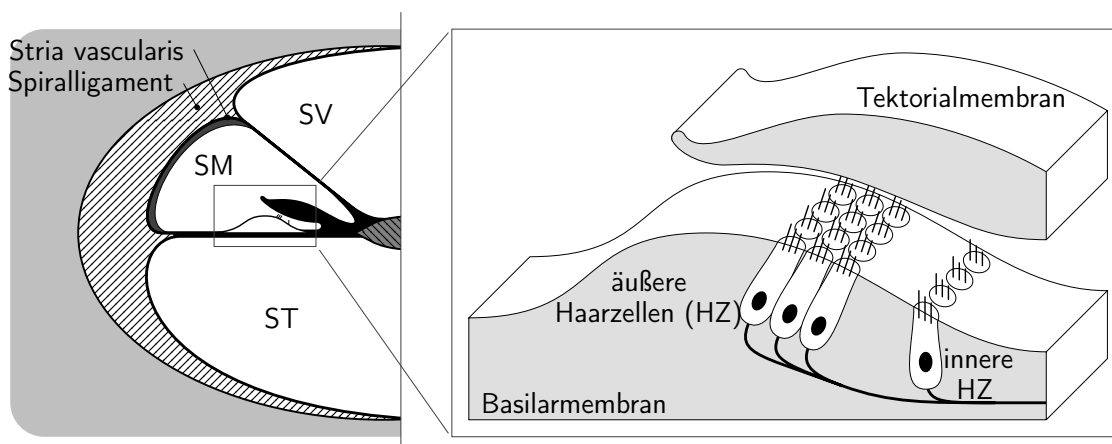 Stria vascularis
Spiralligament
SV
SM
ST
Tektorialmembran
äußere
Haarzellen (HZ)
innere
HZ
Basilarmembran